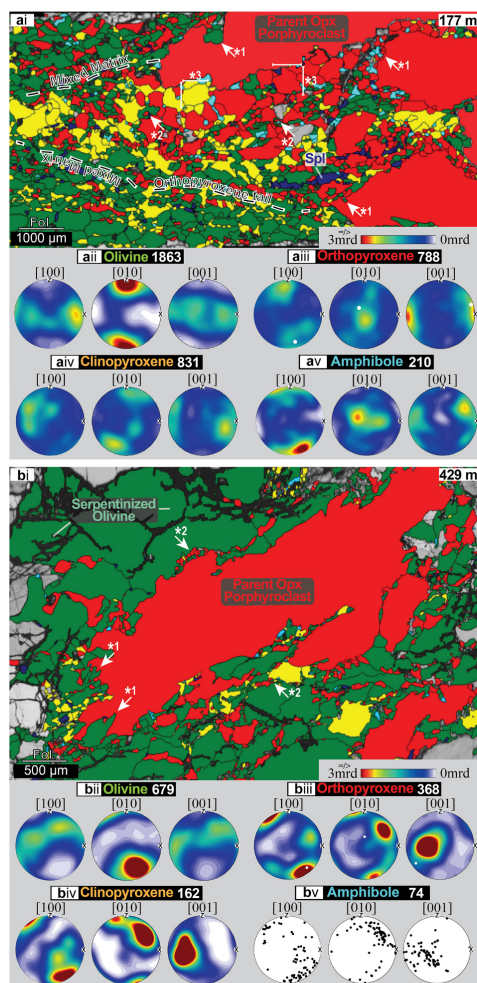 ai
Parent Opx
Porphyroclast
177 m
*1
*1
*3
*3
Mixed Matrix
*2
*2
Spl
Mixed Matrix
Orthopyroxene tail
*1
Fol.
1000 µm
=/>
3mrd 0mrd
aii Olivine 1863
aiii Orthopyroxene 788
[100] [010] [001] [100] [010] [001]
Z Z Z Z Z Z
X X X X X X
aiv Clinopyroxene 831
av Amphibole 210
[100] [010] [001] [100] [010] [001]
Z Z Z Z Z Z
X X X X X X
bi
429 m
Serpentinized
Olivine
*2
Parent Opx
Porphyroclast
*1
*1
*2
Fol.
500 µm
=/>
3mrd 0mrd
bii Olivine 679
biii Orthopyroxene 368
[100] [010] [001] [100] [010] [001]
Z Z Z Z Z Z
X X X X X X
biv Clinopyroxene 162
bv Amphibole 74
[100] [010] [001] [100] [010] [001]
Z Z Z Z Z Z
X X X X X X